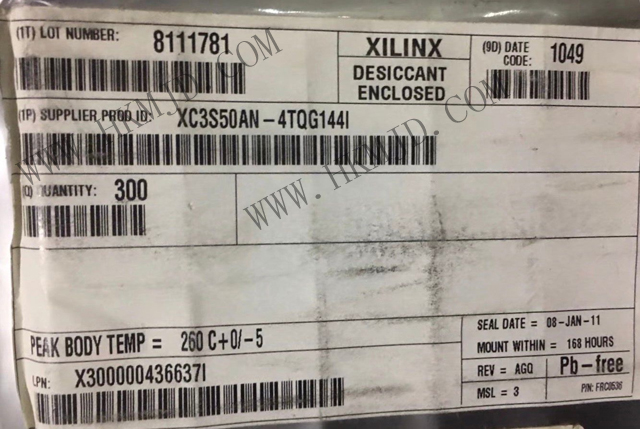 (1T) LOT NUMBER: 8111781
XILINX
DESICCANT
ENCLOSED
(9D) DATE
CODE: 1049
(1P) SUPPLIER PROD ID: XC3S50AN-4TQG144I
(Q) QUANTITY: 300
WWW.HKMJD.COM
WWW.HKMJD.COM
PEAK BODY TEMP = 260 C+0/-5
SEAL DATE = 08-JAN-11
MOUNT WITHIN = 168 HOURS
REV = AGQ
Pb-free
MSL = 3
P/N: FRC0536
LPN: X300000436637I